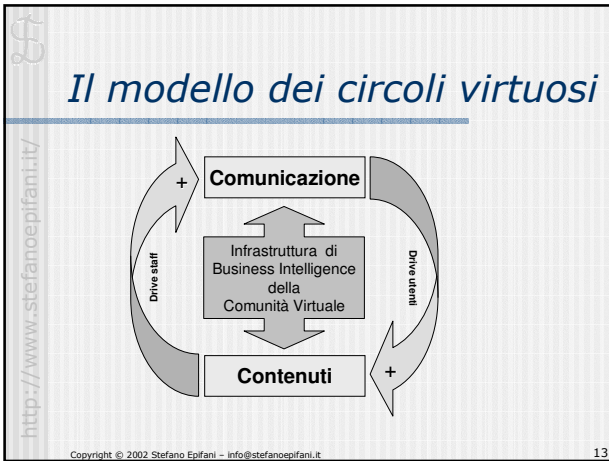 Il modello dei circoli virtuosi
http://www.stefanoepifani.it/
+
Comunicazione
Drive staff
Infrastruttura di
Business Intelligence
della
Comunità Virtuale
Drive utenti
Contenuti
+
Copyright © 2002 Stefano Epifani – info@stefanoepifani.it
13